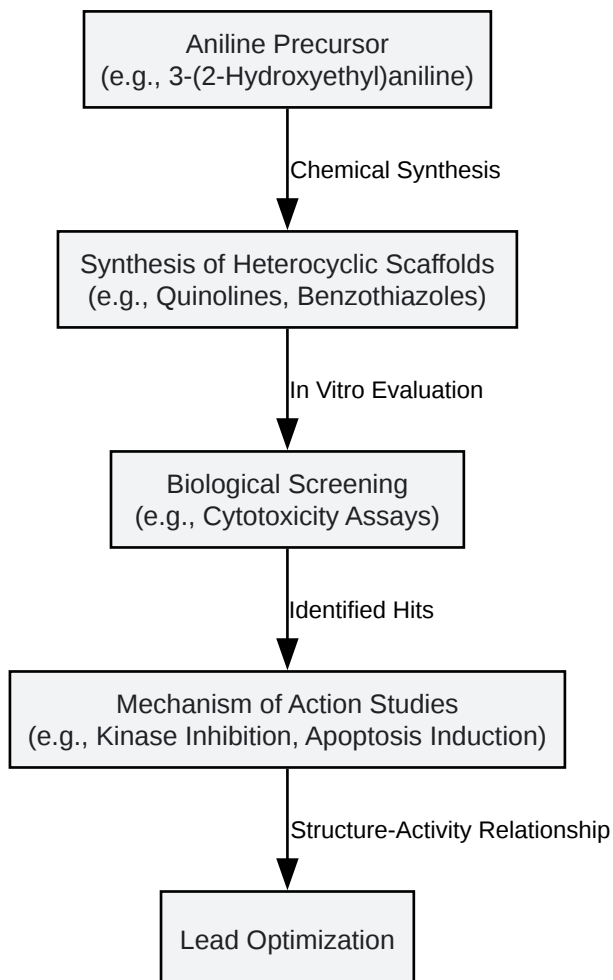 Aniline Precursor
(e.g., 3-(2-Hydroxyethyl)aniline)
Chemical Synthesis
Synthesis of Heterocyclic Scaffolds
(e.g., Quinolines, Benzothiazoles)
In Vitro Evaluation
Biological Screening
(e.g., Cytotoxicity Assays)
Identified Hits
Mechanism of Action Studies
(e.g., Kinase Inhibition, Apoptosis Induction)
Structure-Activity Relationship
Lead Optimization